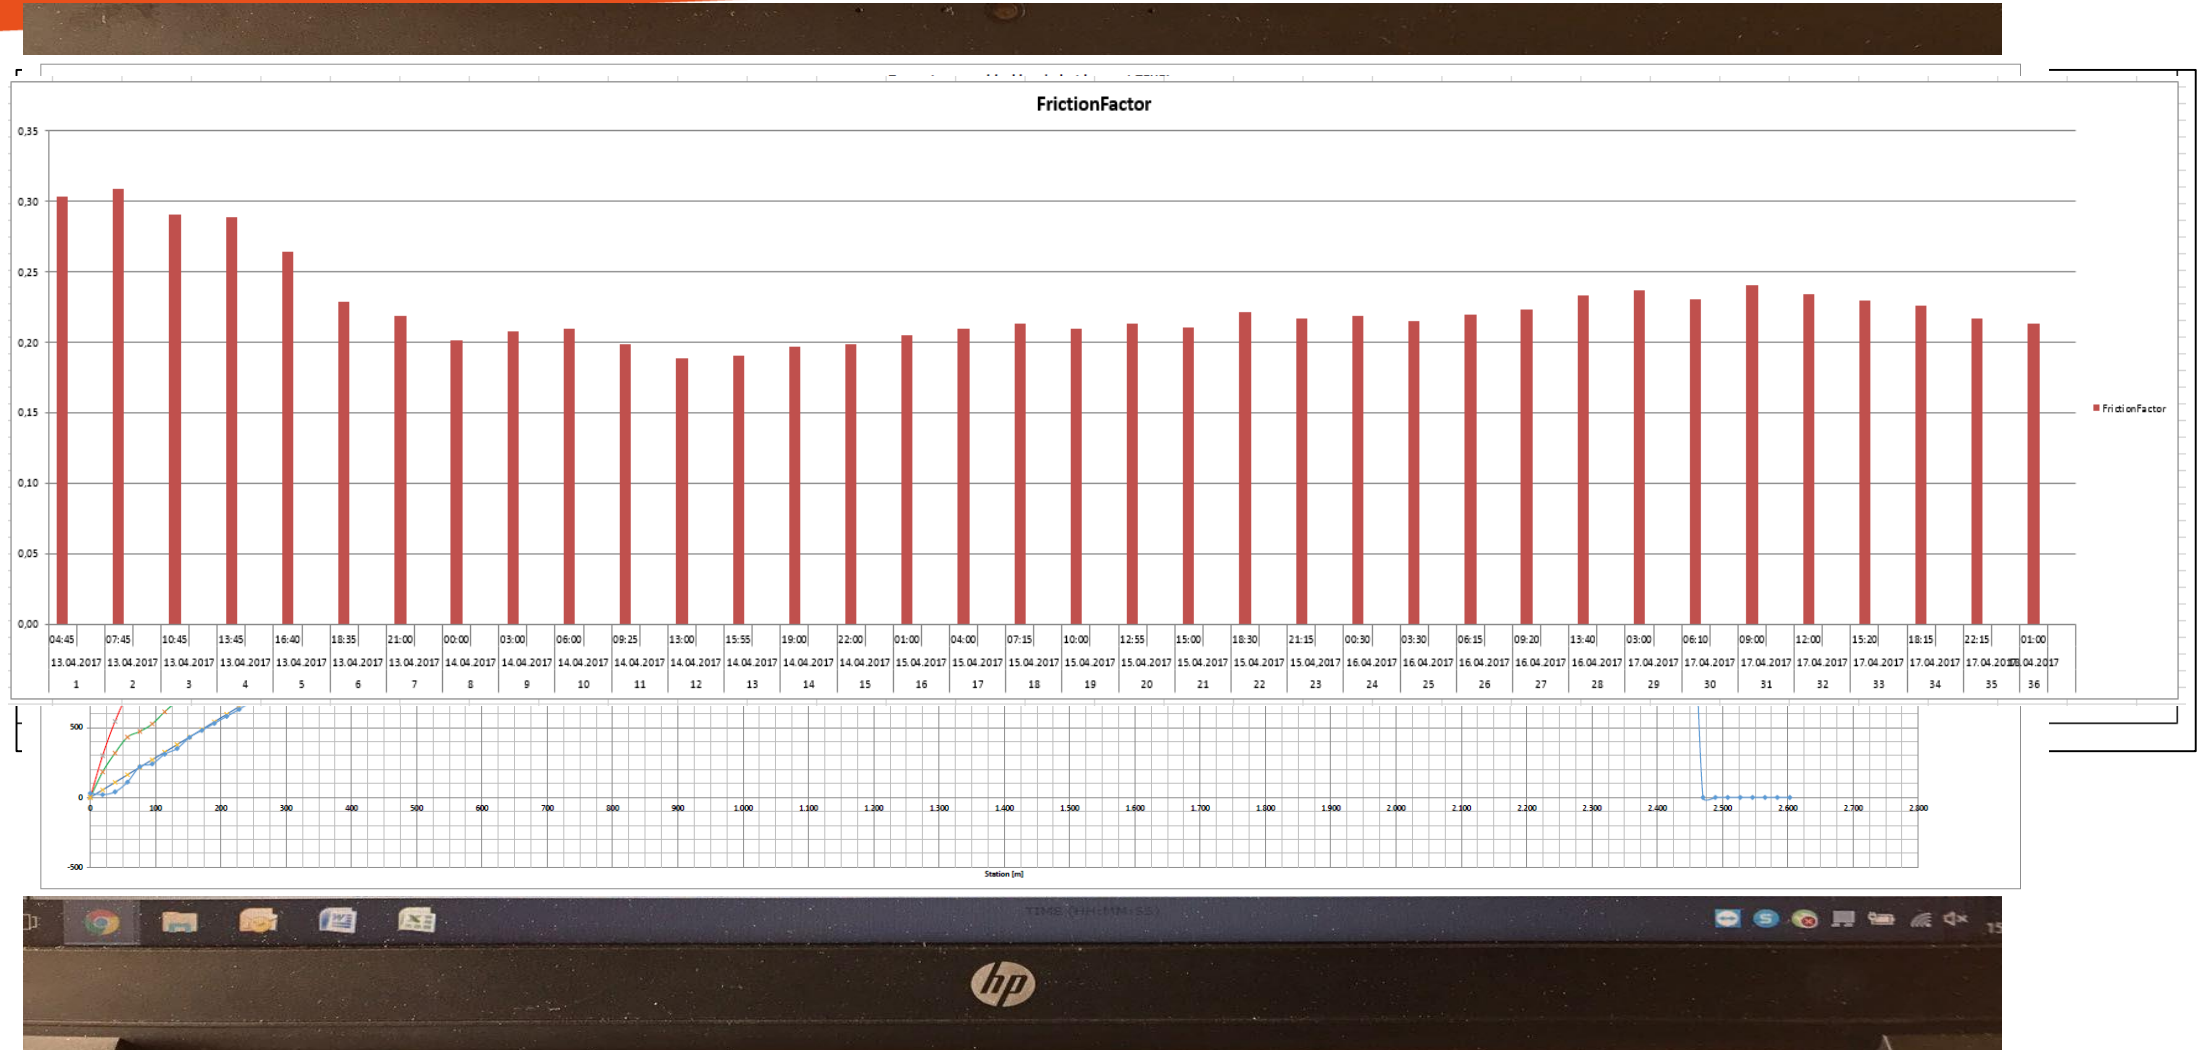 FrictionFactor
0,35
0,30
0,25
0,20
0,15
0,10
0,05
0,00
FrictionFactor
04:45 07:45 10:45 13:45 16:40 18:35 21:00 00:00 03:00 06:00 09:25 13:00 15:55 19:00 22:00 01:00 04:00 07:15 10:00 12:55 15:00 18:30 21:15 00:30 03:30 06:15 09:20 13:40 03:00 06:10 09:00 12:00 15:20 18:15 22:15 01:00
13.04.2017 13.04.2017 13.04.2017 13.04.2017 13.04.2017 13.04.2017 13.04.2017 14.04.2017 14.04.2017 14.04.2017 14.04.2017 14.04.2017 14.04.2017 14.04.2017 14.04.2017 15.04.2017 15.04.2017 15.04.2017 15.04.2017 15.04.2017 15.04.2017 15.04.2017 15.04.2017 16.04.2017 16.04.2017 16.04.2017 16.04.2017 16.04.2017 17.04.2017 17.04.2017 17.04.2017 17.04.2017 17.04.2017 17.04.2017
1 2 3 4 5 6 7 8 9 10 11 12 13 14 15 16 17 18 19 20 21 22 23 24 25 26 27 28 29 30 31 32 33 34 35 36
500
0
0 100 200 300 400 500 600 700 800 900 1.000 1.100 1.200 1.300 1.400 1.500 1.600 1.700 1.800 1.900 2.000 2.100 2.200 2.300 2.400 2.500 2.600 2.700 2.800
-500
Station [m]
TIME (HH:MM:SS)
15
hp